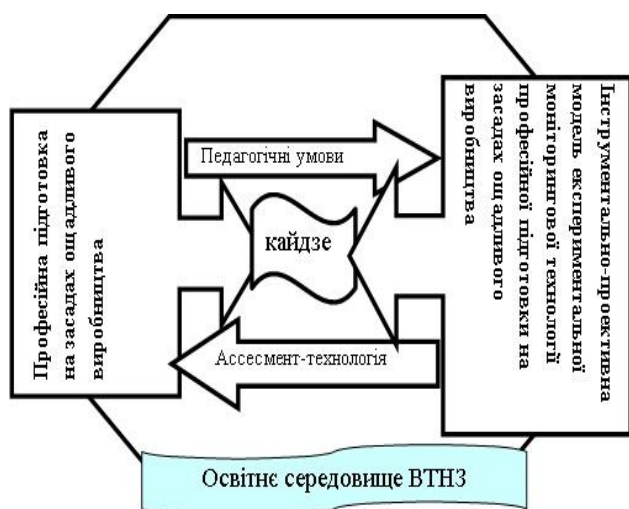 Професійна підготовка
на засадах ощадливого
виробництва
Педагогічні умови
кайдзе
Ассесмент-технологія
Інструментально-проективна
модель експериментальної
моніторингової технології
професійної підготовки на
засадах ощадливого
виробництва
Освітнє середовище ВТНЗ